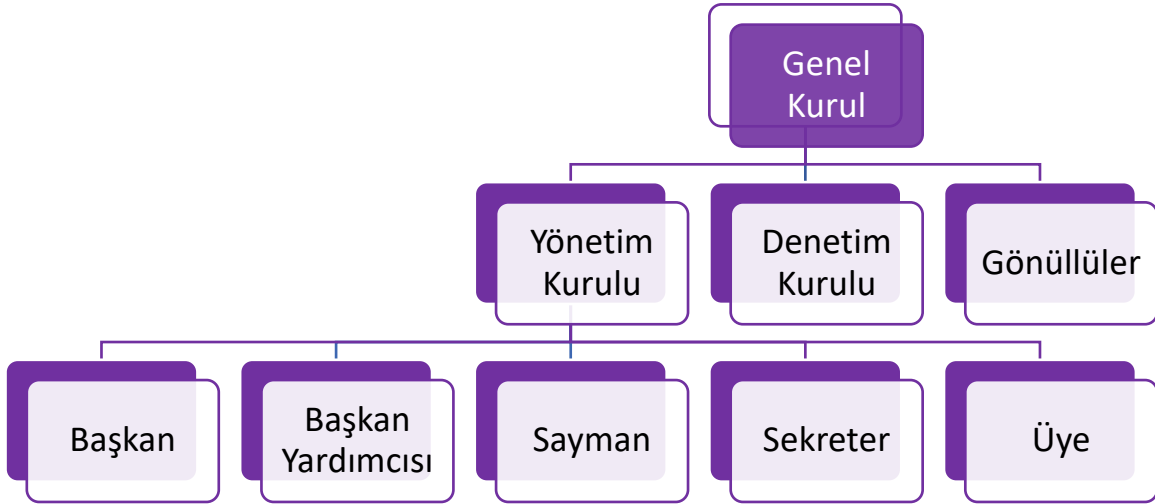 Genel
Kurul
Yönetim
Kurulu
Denetim
Kurulu
Gönüllüler
Başkan
Başkan
Yardımcısı
Sayman
Sekreter
Üye